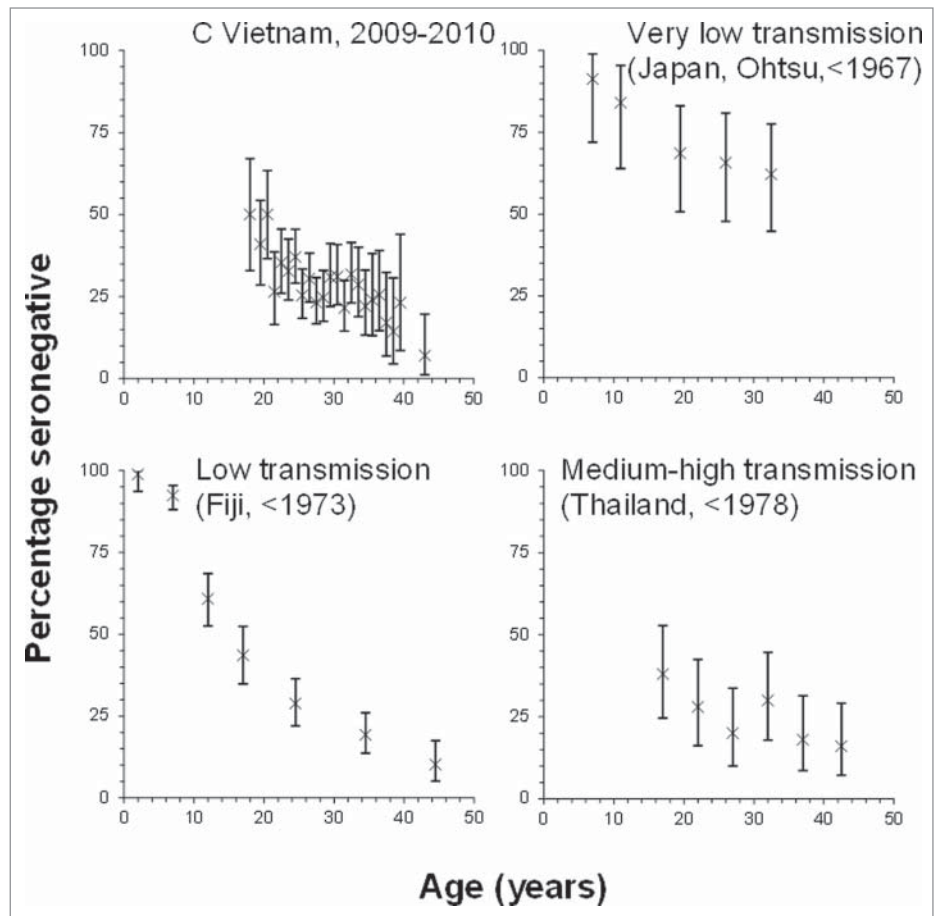 C Vietnam, 2009-2010
100
75
50
25
0
0 10 20 30 40 50
Very low transmission
(Japan, Ohtsu,<1967)
100
75
50
25
0
0 10 20 30 40 50
Percentage seronegative
Low transmission
(Fiji, <1973)
100
75
50
25
0
0 10 20 30 40 50
Medium-high transmission
(Thailand, <1978)
100
75
50
25
0
0 10 20 30 40 50
Age (years)